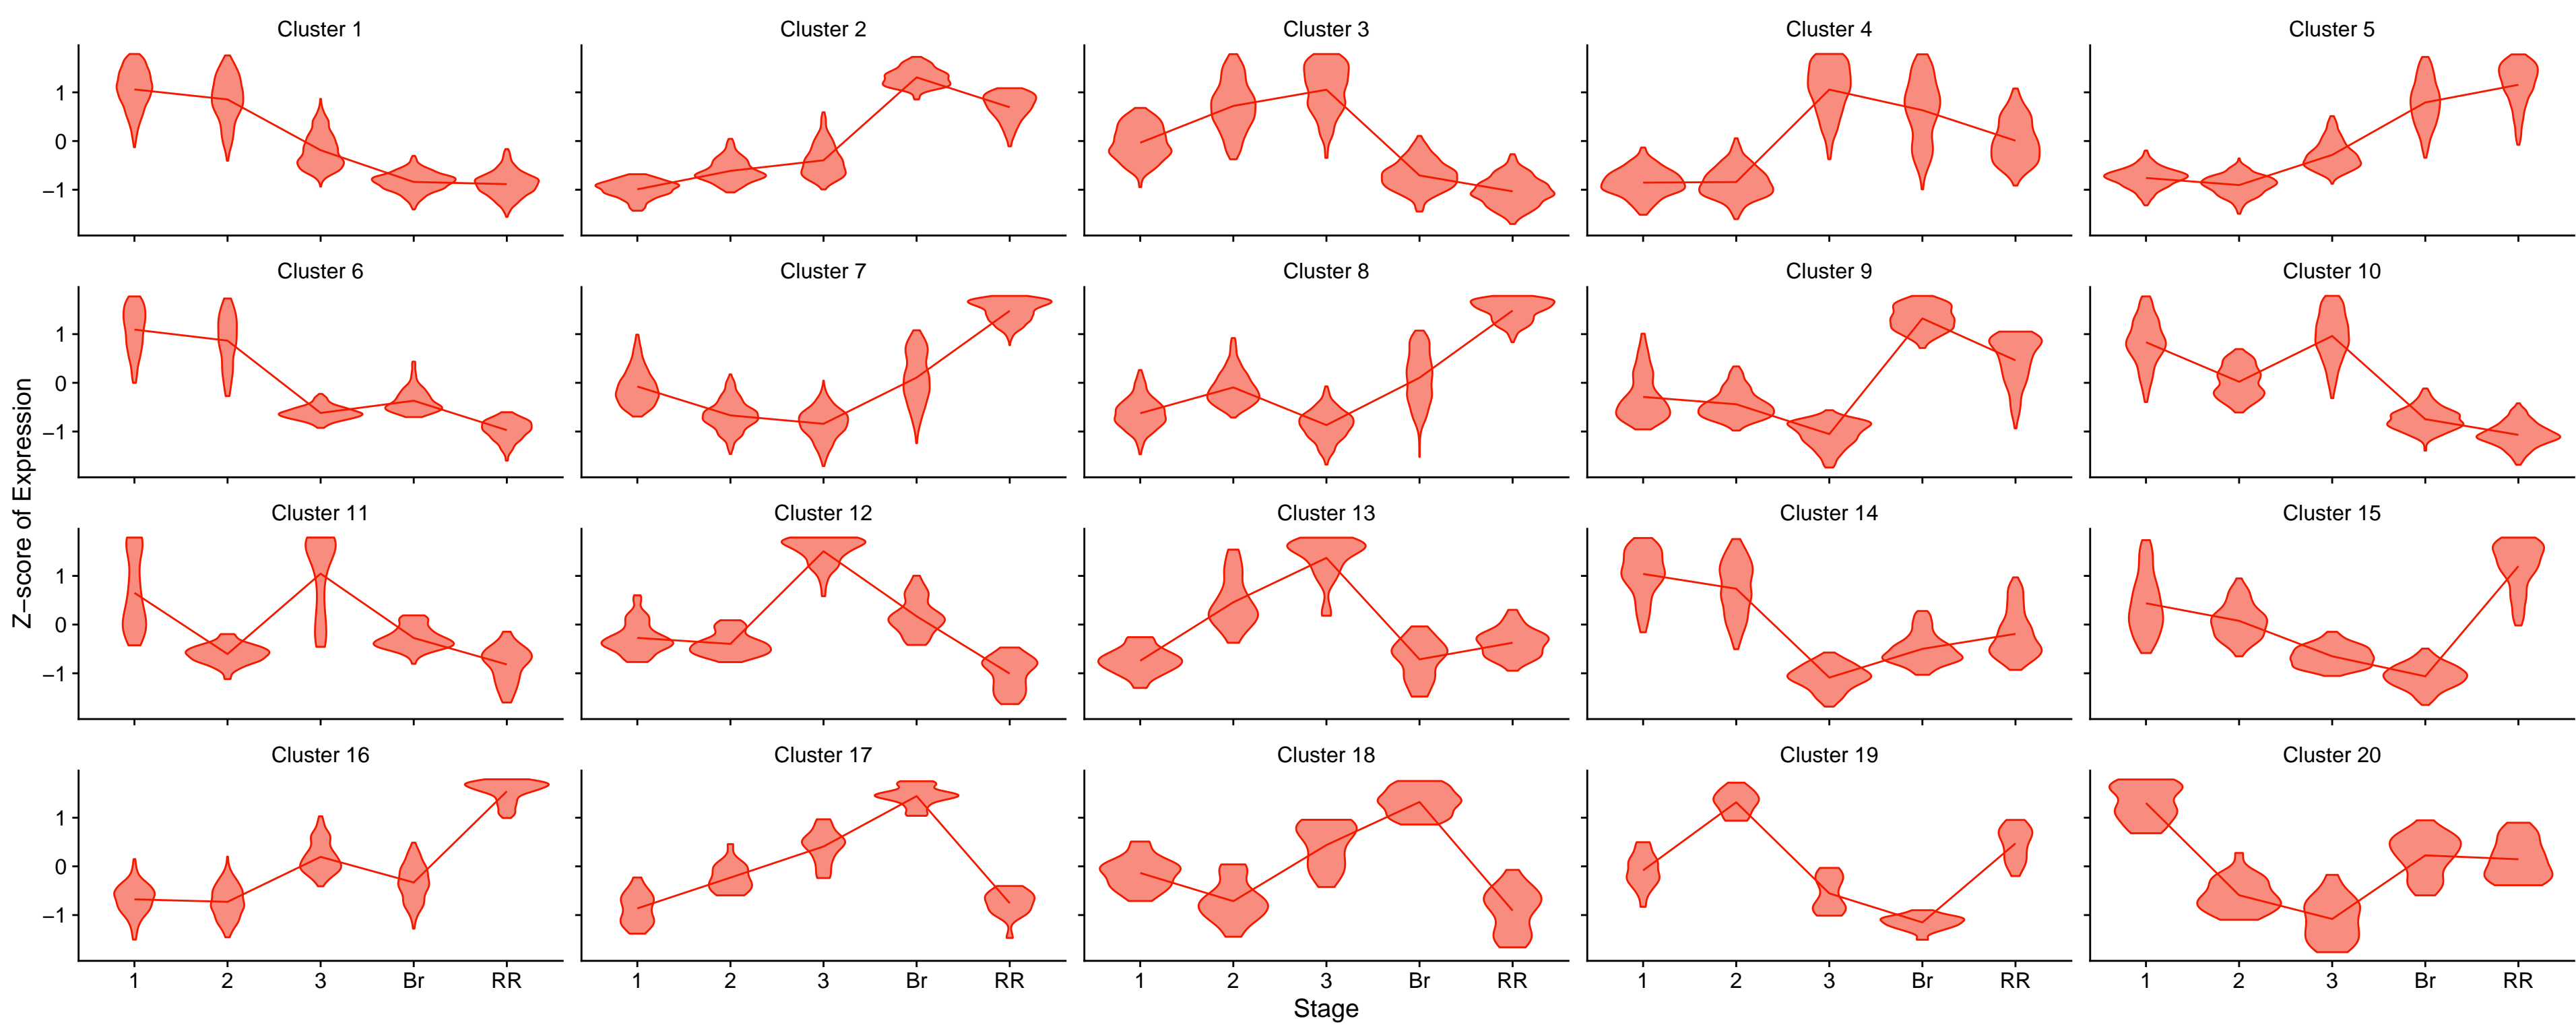 Cluster 1
Cluster 2
Cluster 3
Cluster 4
Cluster 5
1
0
−1
Cluster 6
Cluster 7
Cluster 8
Cluster 9
Cluster 10
1
0
−1
Z−score of Expression
Cluster 11
Cluster 12
Cluster 13
Cluster 14
Cluster 15
1
0
−1
Cluster 16
Cluster 17
Cluster 18
Cluster 19
Cluster 20
1
0
−1
1 2 3 Br RR
1 2 3 Br RR
1 2 3 Br RR
1 2 3 Br RR
1 2 3 Br RR
Stage